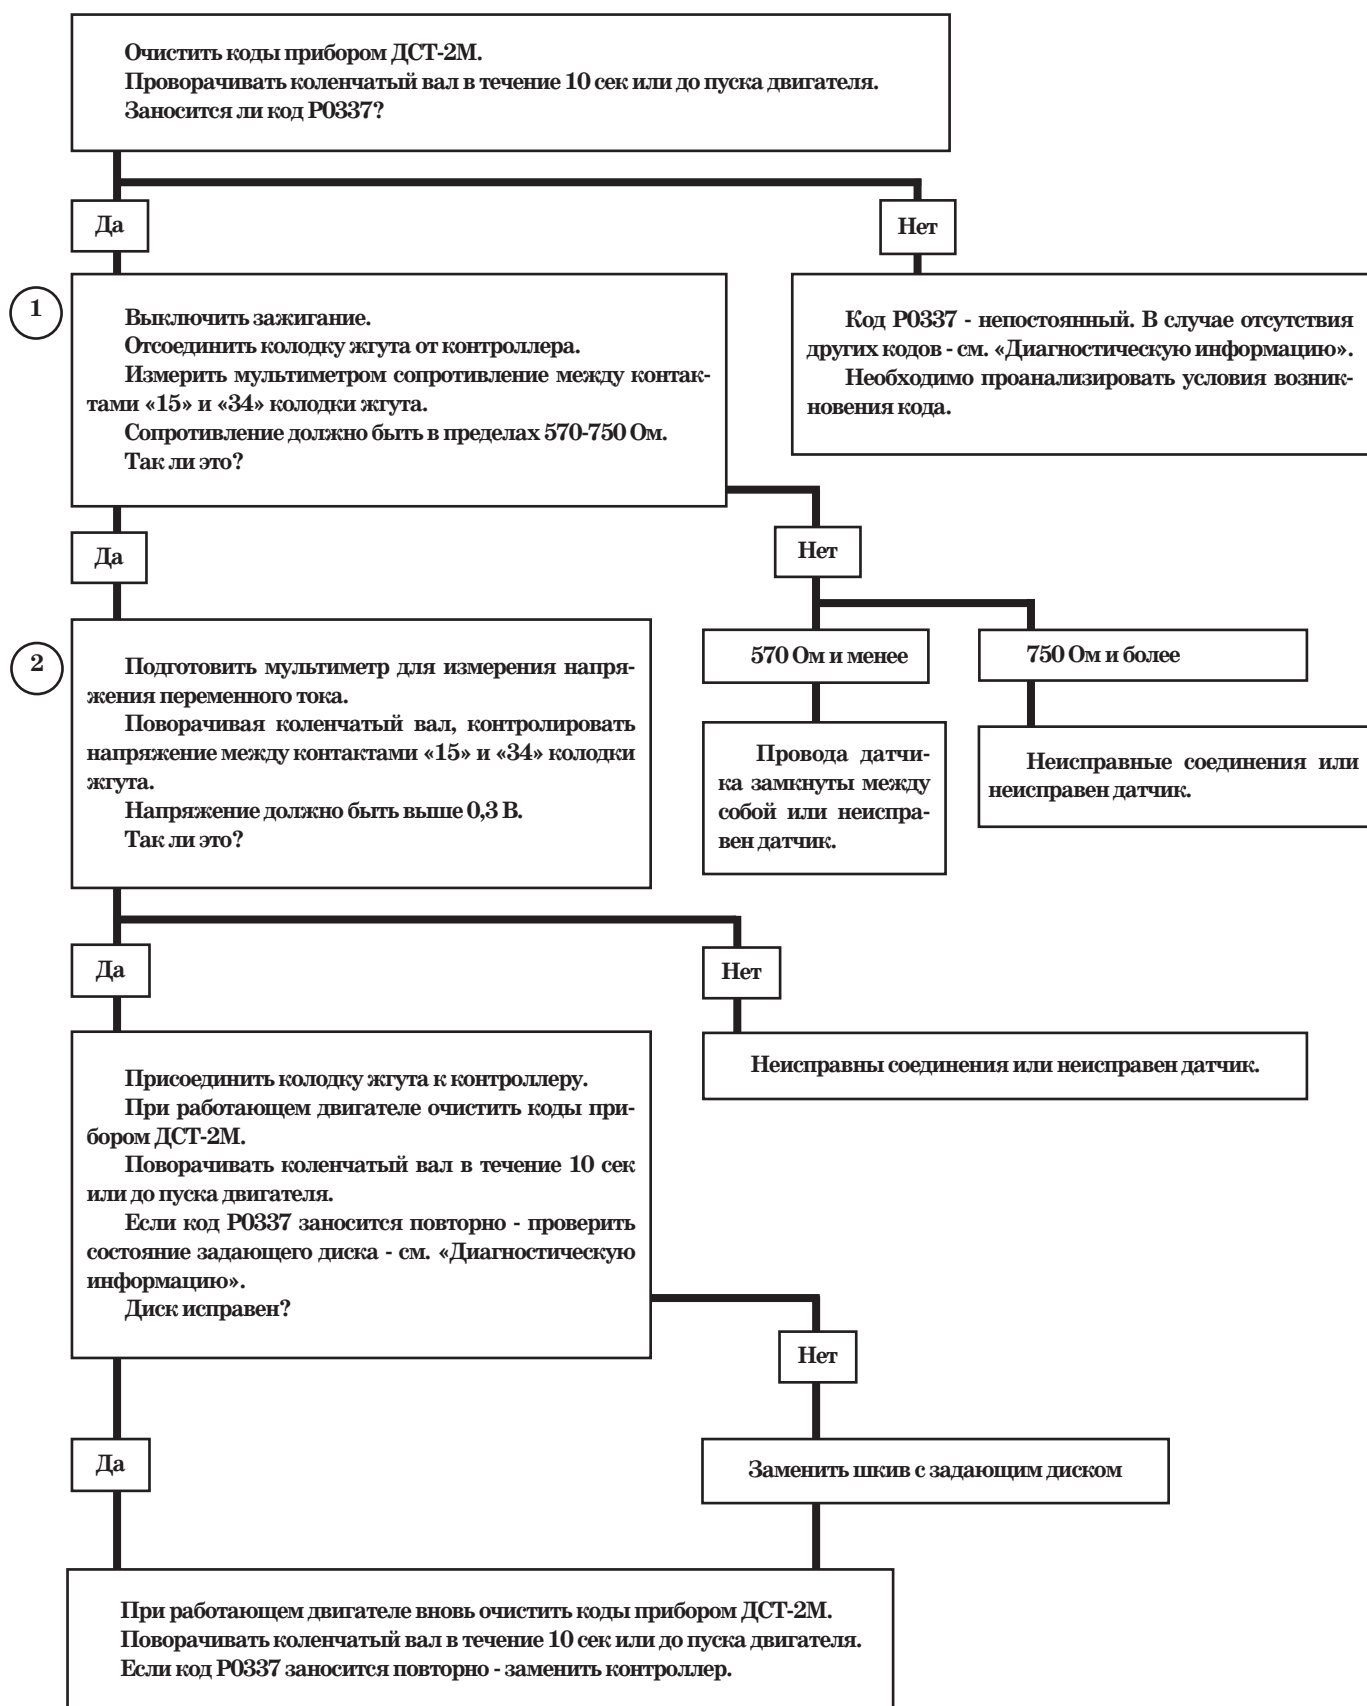 Очистить коды прибором ДСТ-2М.
Проворачивать коленчатый вал в течение 10 сек или до пуска двигателя.
Заносится ли код Р0337?
Да
Нет
1
Выключить зажигание.
Отсоединить колодку жгута от контроллера.
Измерить мультиметром сопротивление между контак-
тами «15» и «34» колодки жгута.
Сопротивление должно быть в пределах 570-750 Ом.
Так ли это?
Код Р0337 - непостоянный. В случае отсутствия
других кодов - см. «Диагностическую информацию».
Необходимо проанализировать условия возник-
новения кода.
Да
Нет
2
Подготовить мультиметр для измерения напря-
жения переменного тока.
Поворачивая коленчатый вал, контролировать
напряжение между контактами «15» и «34» колодки
жгута.
Напряжение должно быть выше 0,3 В.
Так ли это?
570 Ом и менее
750 Ом и более
Провода датчи-
ка замкнуты между
собой или неиспра-
вен датчик.
Неисправные соединения или
неисправен датчик.
Да
Нет
Присоединить колодку жгута к контроллеру.
При работающем двигателе очистить коды при-
бором ДСТ-2М.
Поворачивать коленчатый вал в течение 10 сек
или до пуска двигателя.
Если код Р0337 заносится повторно - проверить
состояние задающего диска - см. «Диагностическую
информацию».
Диск исправен?
Неисправны соединения или неисправен датчик.
Нет
Да
Заменить шкив с задающим диском
При работающем двигателе вновь очистить коды прибором ДСТ-2М.
Поворачивать коленчатый вал в течение 10 сек или до пуска двигателя.
Если код Р0337 заносится повторно - заменить контроллер.